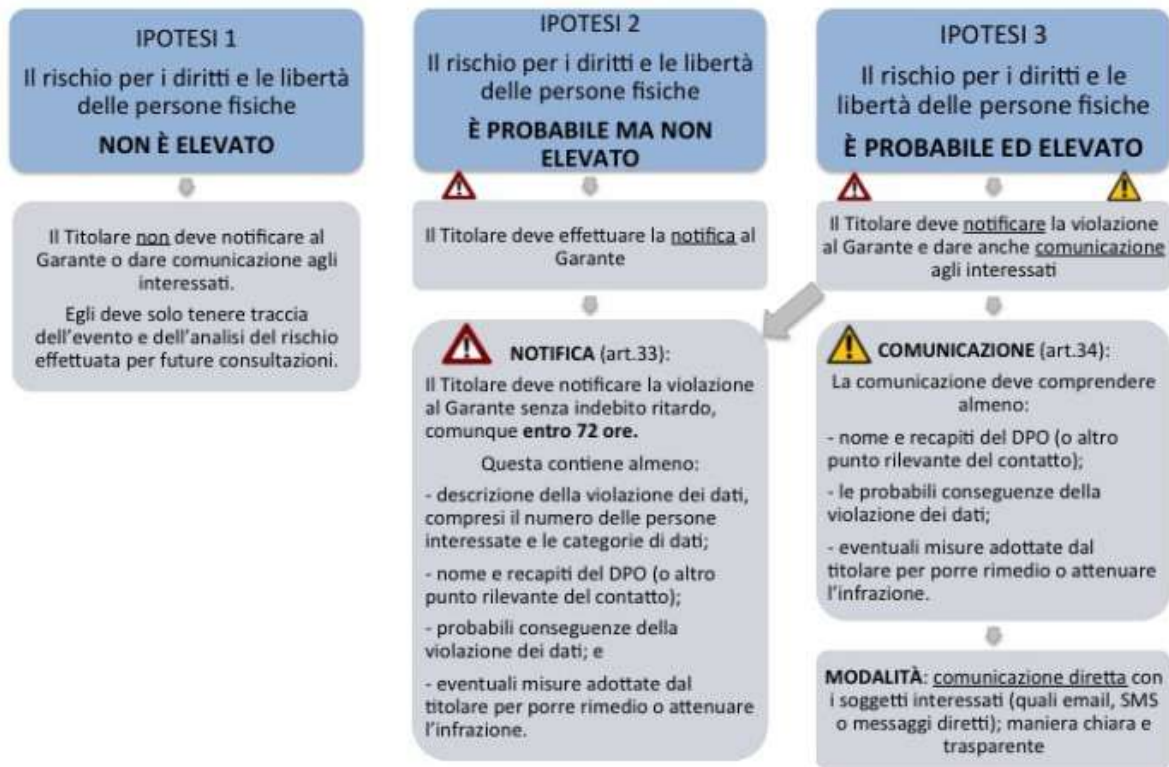 IPOTESI 1
Il rischio per i diritti e le libertà
delle persone fisiche
NON È ELEVATO
Il Titolare non deve notificare al
Garante o dare comunicazione agli
interessati.
Egli deve solo tenere traccia
dell'evento e dell'analisi del rischio
effettuata per future consultazioni.
IPOTESI 2
Il rischio per i diritti e le libertà
delle persone fisiche
È PROBABILE MA NON
ELEVATO
Il Titolare deve effettuare la notifica al
Garante
NOTIFICA (art.33):
Il Titolare deve notificare la violazione
al Garante senza indebito ritardo,
comunque entro 72 ore.
Questa contiene almeno:
- descrizione della violazione dei dati,
compresi il numero delle persone
interessate e le categorie di dati;
- nome e recapiti del DPO (o altro
punto rilevante del contatto);
- probabili conseguenze della
violazione dei dati; e
- eventuali misure adottate dal
titolare per porre rimedio o attenuare
l'infrazione.
IPOTESI 3
Il rischio per i diritti e le
libertà delle persone fisiche
È PROBABILE ED ELEVATO
Il Titolare deve notificare la violazione
al Garante e dare anche comunicazione
agli interessati
COMUNICAZIONE (art.34):
La comunicazione deve comprendere
almeno:
- nome e recapiti del DPO (o altro
punto rilevante del contatto);
- le probabili conseguenze della
violazione dei dati;
- eventuali misure adottate dal
titolare per porre rimedio o attenuare
l'infrazione.
MODALITÀ: comunicazione diretta con
i soggetti interessati (quali email, SMS
o messaggi diretti); maniera chiara e
trasparente